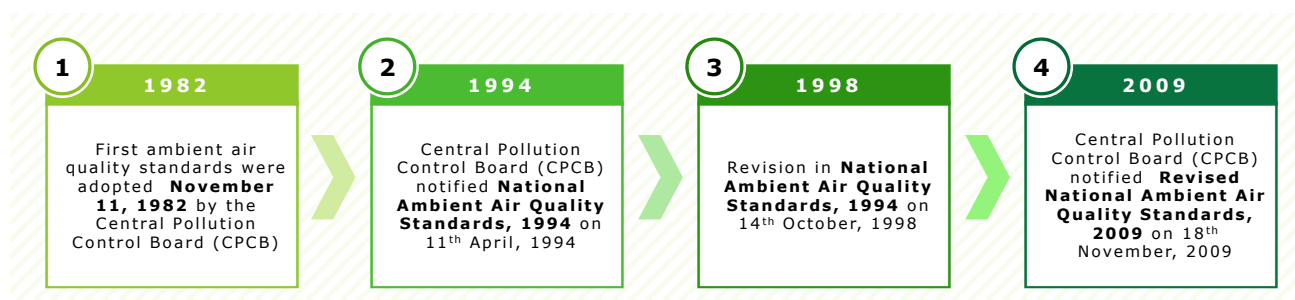 1
1982
First ambient air
quality standards were
adopted November
11, 1982 by the
Central Pollution
Control Board (CPCB)
2
1994
Central Pollution
Control Board (CPCB)
notified National
Ambient Air Quality
Standards, 1994 on
11th April, 1994
3
1998
Revision in National
Ambient Air Quality
Standards, 1994 on
14th October, 1998
4
2009
Central Pollution
Control Board (CPCB)
notified Revised
National Ambient Air
Quality Standards,
2009 on 18th
November, 2009